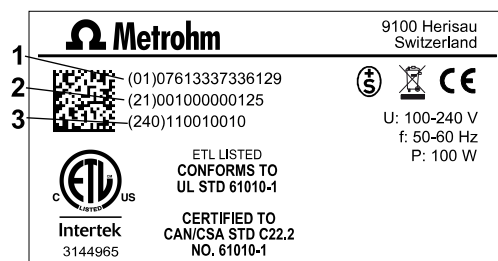 Metrohm
9100 Herisau
Switzerland
1
(01)07613337336129
2
(21)001000000125
3
(240)110010010
+
S
CE
U: 100-240 V
f: 50-60 Hz
P: 100 W
ETL LISTED
CONFORMS TO
UL STD 61010-1
CERTIFIED TO
CAN/CSA STD C22.2
NO. 61010-1
ETL
LISTED
C US
Intertek
3144965